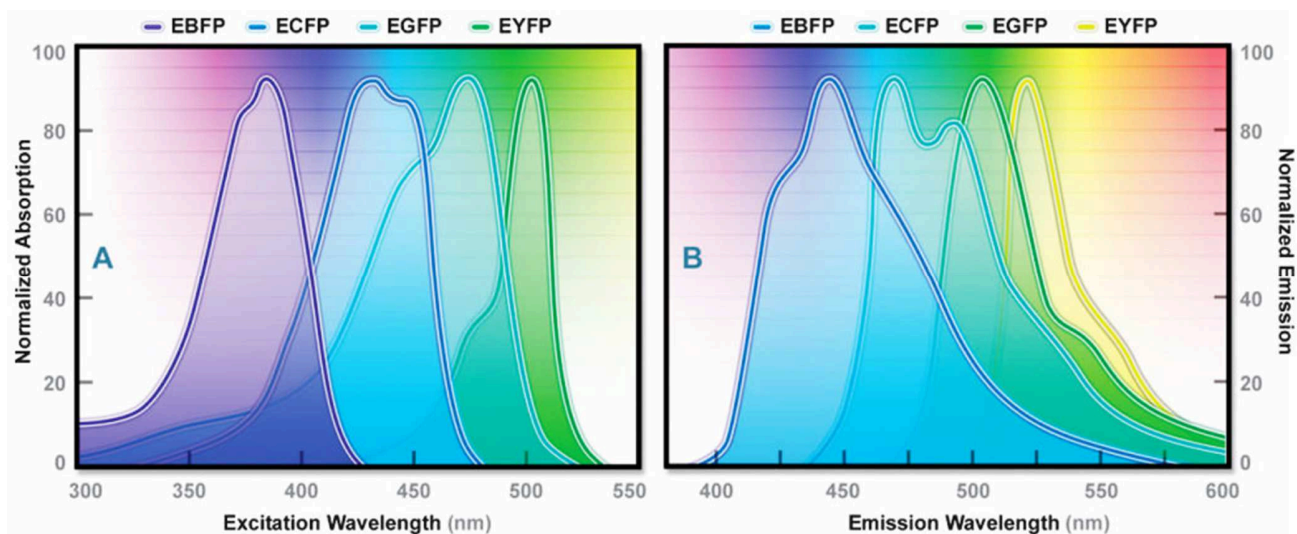 EBFP ECFP EGFP EYFP
EBFP ECFP EGFP EYFP
100
80
60
40
20
0
Normalized Absorption
A
300 350 400 450 500 550
Excitation Wavelength (nm)
B
100
80
60
40
20
0
Normalized Emission
400 450 500 550 600
Emission Wavelength (nm)